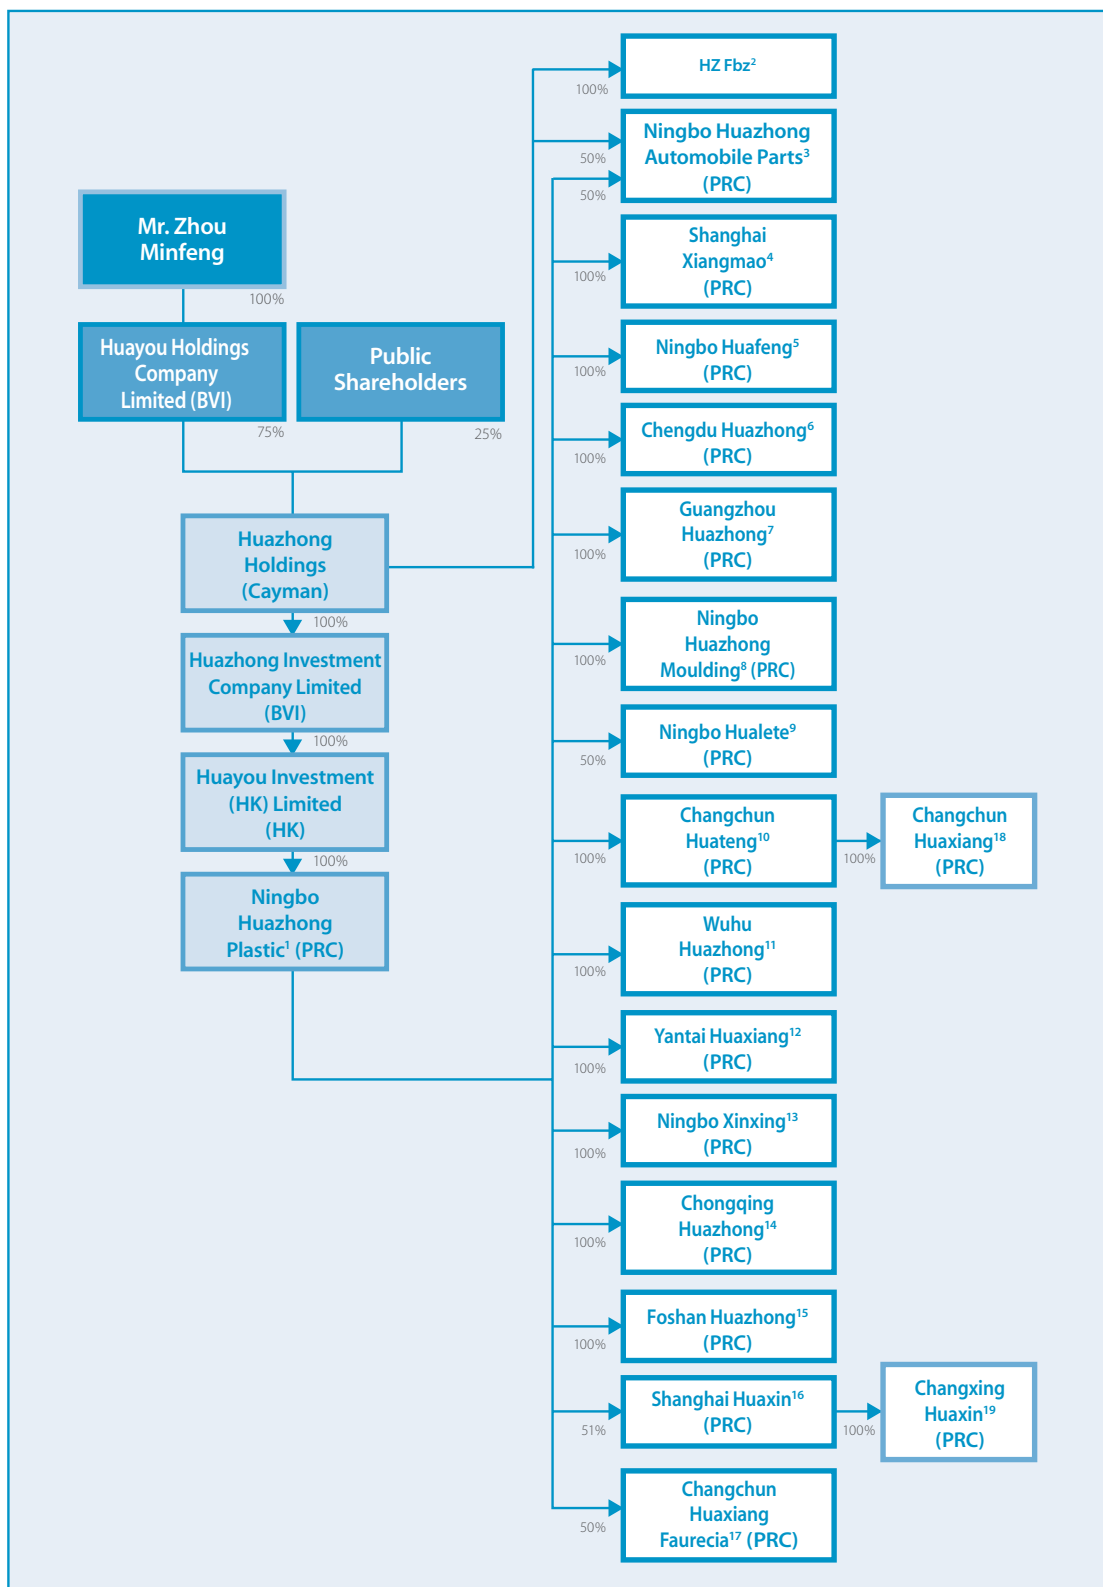 Mr. Zhou
Minfeng
100%
Huayou Holdings
Company
Limited (BVI)
75%
Public
Shareholders
25%
Huazhong
Holdings
(Cayman)
100%
Huazhong Investment
Company Limited
(BVI)
100%
Huayou Investment
(HK) Limited
(HK)
100%
Ningbo
Huazhong
Plastic¹ (PRC)
HZ Fbz²
100%
Ningbo Huazhong
Automobile Parts³
(PRC)
50%
50%
Shanghai
Xiangmao⁴
(PRC)
100%
Ningbo Huafeng⁵
(PRC)
100%
Chengdu Huazhong⁶
(PRC)
100%
Guangzhou
Huazhong⁷
(PRC)
100%
Ningbo
Huazhong
Moulding⁸ (PRC)
100%
Ningbo Hualete⁹
(PRC)
50%
Changchun
Huateng¹⁰
(PRC)
100%
Changchun
Huaxiang¹⁸
(PRC)
100%
Wuhu
Huazhong¹¹
(PRC)
100%
Yantai Huaxiang¹²
(PRC)
100%
Ningbo Xinxing¹³
(PRC)
100%
Chongqing
Huazhong¹⁴
(PRC)
100%
Foshan Huazhong¹⁵
(PRC)
100%
Shanghai Huaxin¹⁶
(PRC)
51%
Changxing
Huaxin¹⁹
(PRC)
100%
Changchun
Huaxiang
Faurecia¹⁷ (PRC)
50%